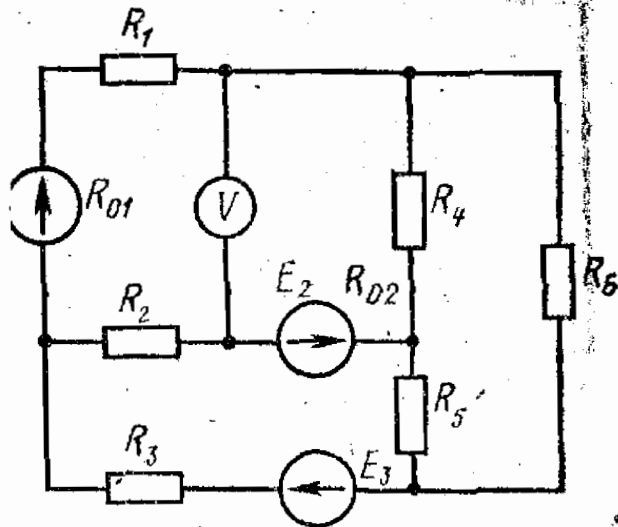 R₁
R₀₁
V
R₄
R₆
R₂
E₂
R₀₂
R₅
R₃
E₃